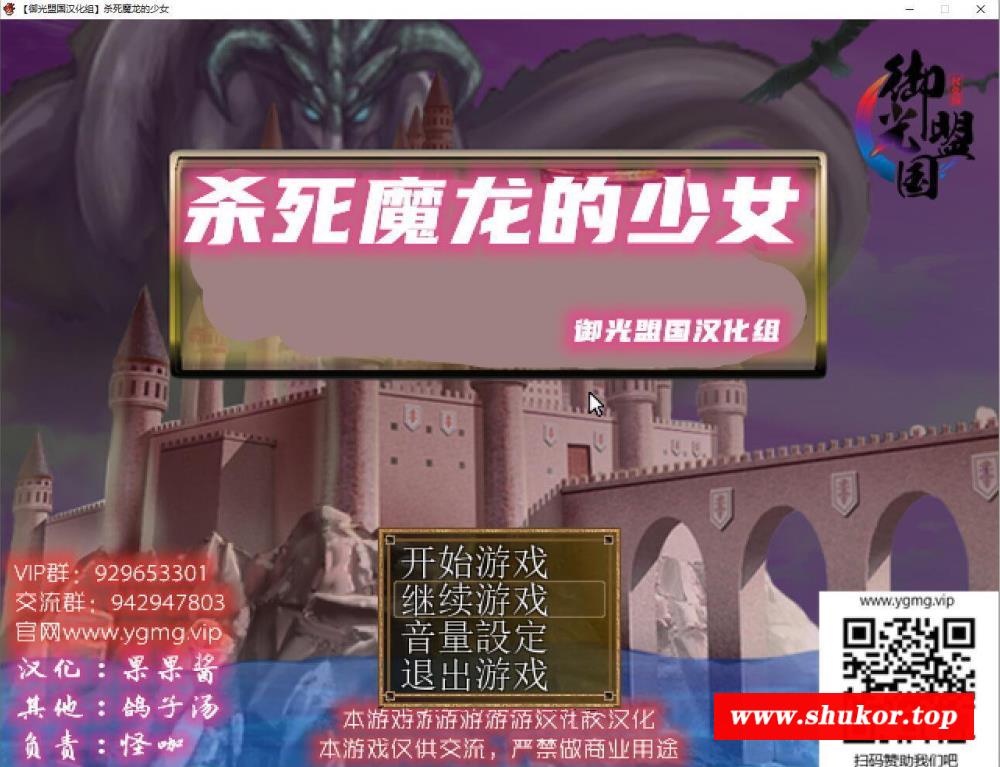 【御光盟国汉化组】杀死魔龙的少女
御光盟国
杀死魔龙的少女
御光盟国汉化组
开始游戏
继续游戏
音量設定
退出游戏
VIP群：929653301
交流群：942947803
官网www.ygmg.vip
汉化：果果酱
其他：鸽子汤
负责：怪咖
汉化
本游戏仅供交流，严禁做商业用途
www.ygmg.vip
www.shukor.top
扫码赞助我们吧